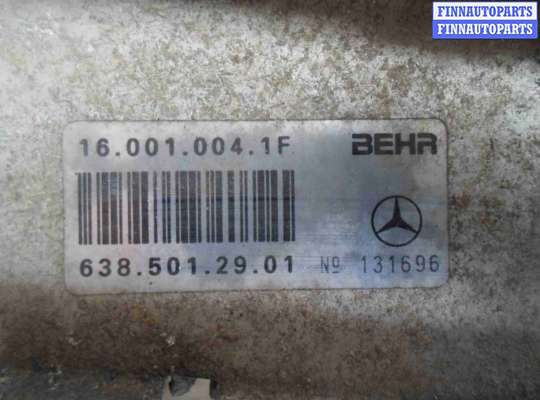 FINNAUTOPARTS
FINNAUTOPARTS
16.001.004.1F BEHR
638.501.29.01 Nº 131696